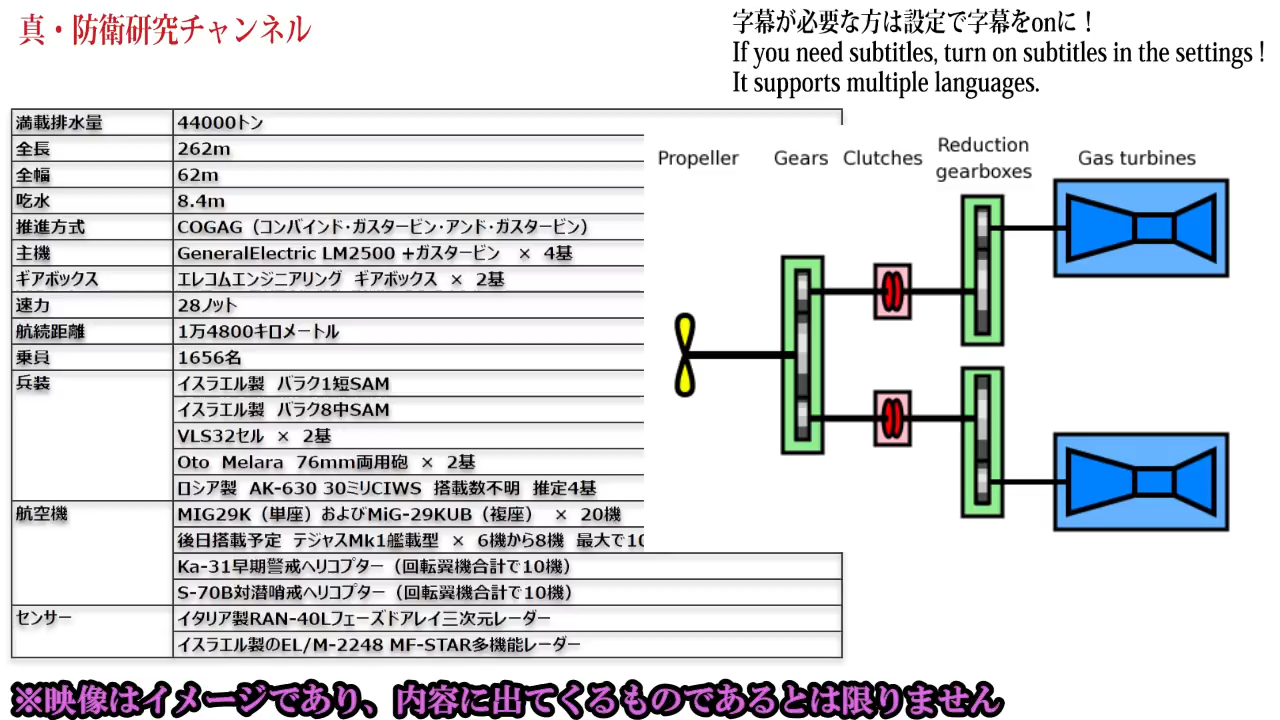 真・防衛研究チャンネル
字幕が必要な方は設定で字幕をonに！
If you need subtitles, turn on subtitles in the settings !
It supports multiple languages.
満載排水量 44000トン
全長 262m
全幅 62m
吃水 8.4m
推進方式 COGAG（コンバインド・ガスタービン・アンド・ガスタービン）
主機 GeneralElectric LM2500 +ガスタービン × 4基
ギアボックス エレコムエンジニアリング ギアボックス × 2基
速力 28ノット
航続距離 1万4800キロメートル
乗員 1656名
兵装 イスラエル製 バラク1短SAM
イスラエル製 バラク8中SAM
VLS32セル × 2基
Oto Melara 76mm両用砲 × 2基
ロシア製 AK-630 30ミリCIWS 搭載数不明 推定4基
航空機 MIG29K（単座）およびMiG-29KUB（複座） × 20機
後日搭載予定 テジャスMk1艦載型 × 6機から8機 最大で10
Ka-31早期警戒ヘリコプター（回転翼機合計で10機）
S-70B対潜哨戒ヘリコプター（回転翼機合計で10機）
センサー イタリア製RAN-40Lフェーズドアレイ三次元レーダー
イスラエル製のEL/M-2248 MF-STAR多機能レーダー
Propeller Gears Clutches Reduction gearboxes Gas turbines
※映像はイメージであり、内容に出てくるものであるとは限りません